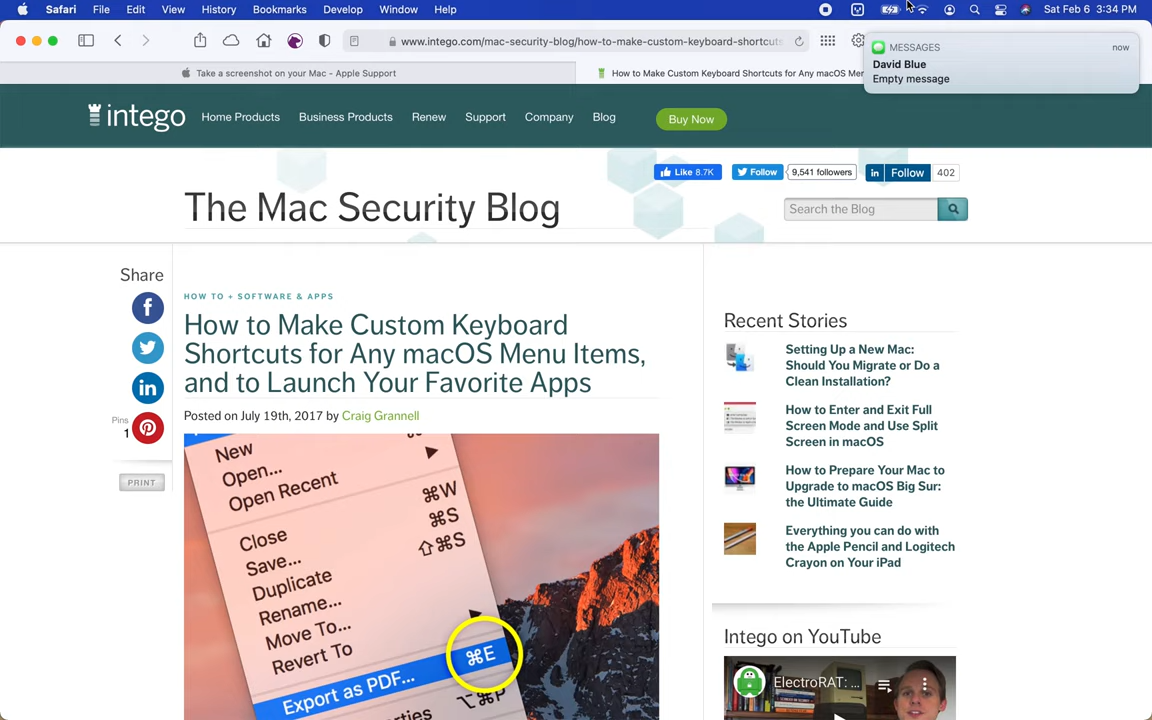 Safari File Edit View History Bookmarks Develop Window Help Sat Feb 6 3:34 PM
www.intego.com/mac-security-blog/how-to-make-custom-keyboard-shortcuts
MESSAGES now
David Blue
Empty message
Take a screenshot on your Mac - Apple Support
How to Make Custom Keyboard Shortcuts for Any macOS Mer
intego Home Products Business Products Renew Support Company Blog Buy Now
Like 8.7K Follow 9,541 followers in Follow 402
The Mac Security Blog
Search the Blog
Share
HOW TO + SOFTWARE & APPS
How to Make Custom Keyboard
Shortcuts for Any macOS Menu Items,
and to Launch Your Favorite Apps
Posted on July 19th, 2017 by Craig Grannell
Pins
1
PRINT
New
Open...
Open Recent
Close ⌘W
Save... ⌘S
Duplicate ⇧⌘S
Rename...
Move To...
Revert To
Export as PDF... ⌘E
⌥⌘P
Recent Stories
Setting Up a New Mac:
Should You Migrate or Do a
Clean Installation?
How to Enter and Exit Full
Screen Mode and Use Split
Screen in macOS
How to Prepare Your Mac to
Upgrade to macOS Big Sur:
the Ultimate Guide
Everything you can do with
the Apple Pencil and Logitech
Crayon on Your iPad
Intego on YouTube
ElectroRAT: ...